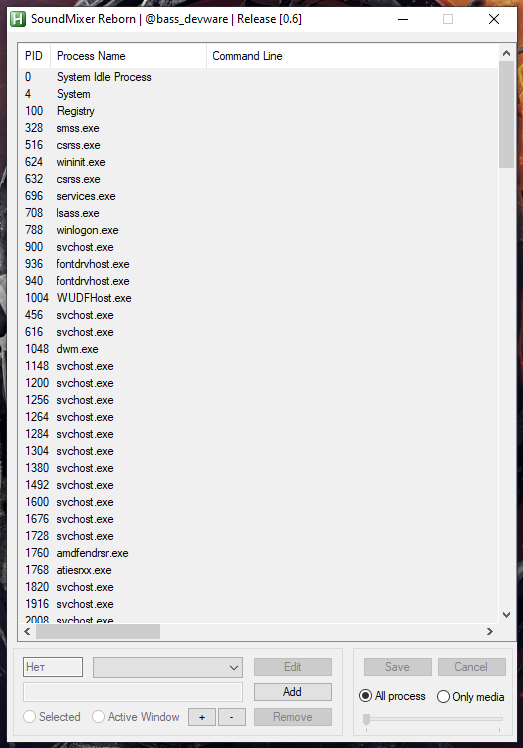 SoundMixer Reborn | @bass_devware | Release [0.6]
PID Process Name Command Line
0 System Idle Process
4 System
100 Registry
328 smss.exe
516 csrss.exe
624 wininit.exe
632 csrss.exe
696 services.exe
708 lsass.exe
788 winlogon.exe
900 svchost.exe
936 fontdrvhost.exe
940 fontdrvhost.exe
1004 WUDFHost.exe
456 svchost.exe
616 svchost.exe
1048 dwm.exe
1148 svchost.exe
1200 svchost.exe
1256 svchost.exe
1264 svchost.exe
1284 svchost.exe
1304 svchost.exe
1380 svchost.exe
1492 svchost.exe
1600 svchost.exe
1676 svchost.exe
1728 svchost.exe
1760 amdfendrsr.exe
1768 atiesrxx.exe
1820 svchost.exe
1916 svchost.exe
2008 svchost.exe
Нет Edit Save Cancel
Add All process Only media
Selected Active Window + - Remove